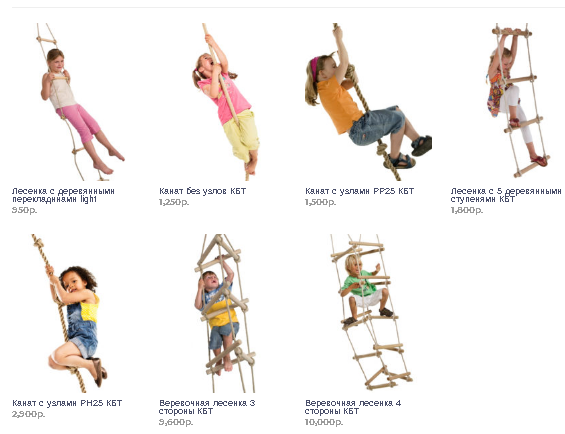 Лесенка с деревянными
перекладинами light
950р.
Канат без узлов КБТ
1,250р.
Канат с узлами PP25 КБТ
1,500р.
Лесенка с 5 деревянными
ступенями КБТ
1,800р.
Канат с узлами PH25 КБТ
2,900р.
Веревочная лесенка 3
стороны КБТ
9,600р.
Веревочная лесенка 4
стороны КБТ
10,000р.